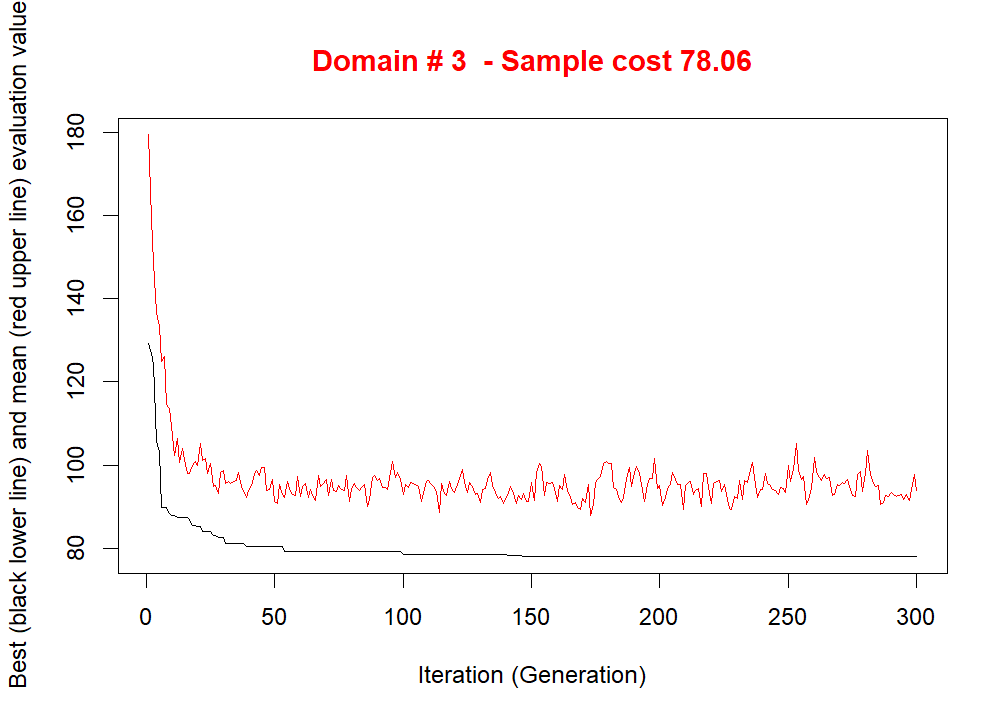 Domain # 3  - Sample cost 78.06
Best (black lower line) and mean (red upper line) evaluation value
180
160
140
120
100
80
0 50 100 150 200 250 300
Iteration (Generation)